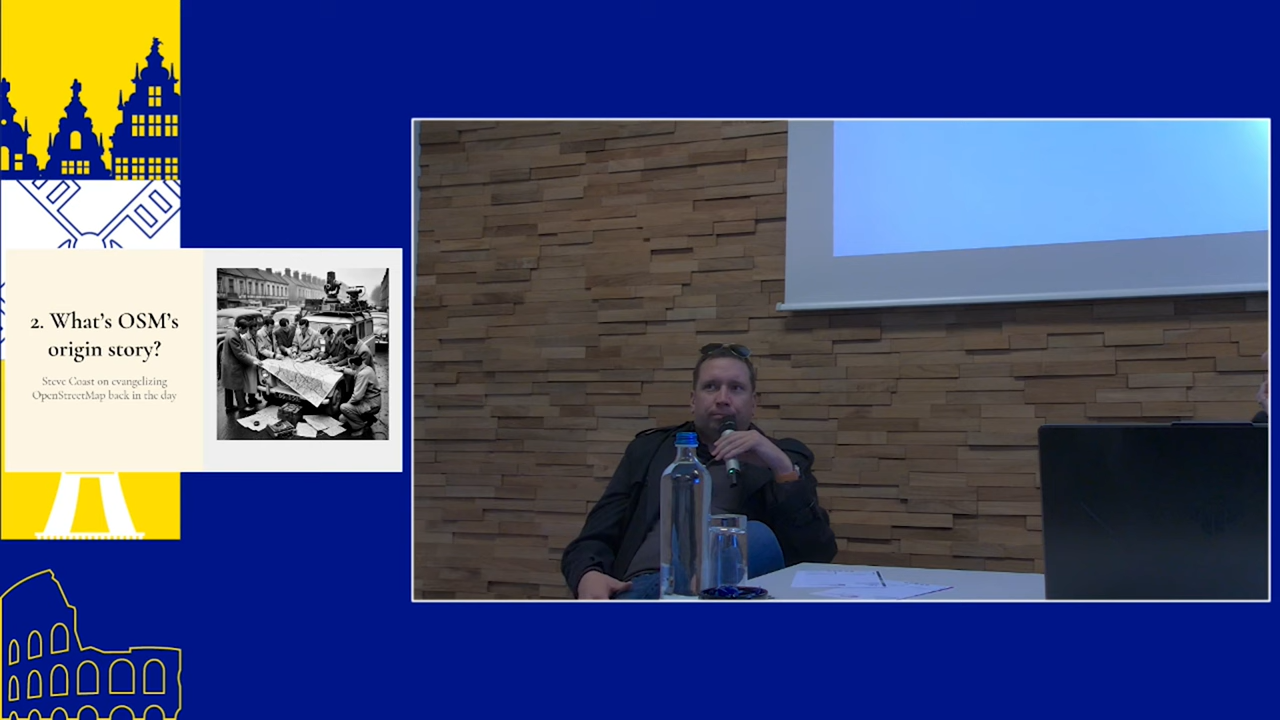 2. What's OSM's
origin story?
Steve Coast on evangelizing
OpenStreetMap back in the day